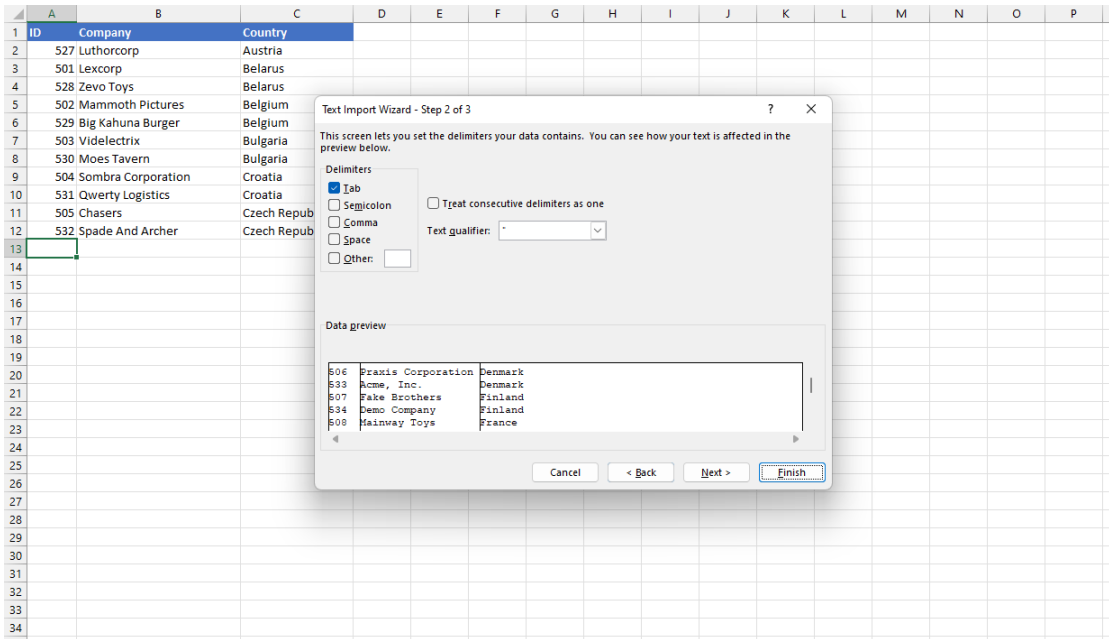 A B C D E F G H I J K L M N O P
1 ID Company Country
2 527 Luthorcorp Austria
3 501 Lexcorp Belarus
4 528 Zevo Toys Belarus
5 502 Mammoth Pictures Belgium
6 529 Big Kahuna Burger Belgium
7 503 Videlectrix Bulgaria
8 530 Moes Tavern Bulgaria
9 504 Sombra Corporation Croatia
10 531 Qwerty Logistics Croatia
11 505 Chasers Czech Repub
12 532 Spade And Archer Czech Repub
13
14
15
16
17
18
19
20
21
22
23
24
25
26
27
28
29
30
31
32
33
34
Text Import Wizard - Step 2 of 3 ?
This screen lets you set the delimiters your data contains. You can see how your text is affected in the
preview below.
Delimiters
Tab
Semicolon
Comma
Space
Other:
Treat consecutive delimiters as one
Text qualifier: "
Data preview
506 Praxis Corporation Denmark
533 Acme, Inc. Denmark
507 Fake Brothers Finland
534 Demo Company Finland
508 Mainway Toys France
Cancel < Back Next > Finish